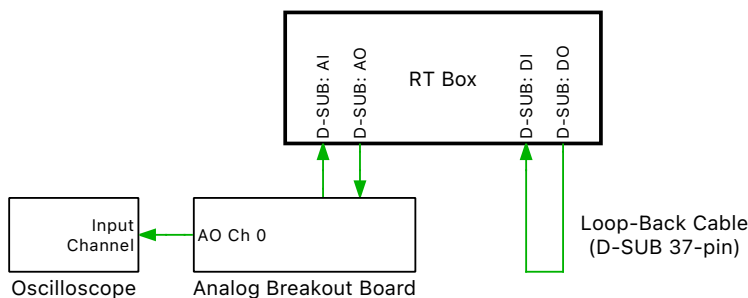 D-SUB: AI
D-SUB: AO
RT Box
D-SUB: DI
D-SUB: DO
Input
Channel
AO Ch 0
Loop-Back Cable
(D-SUB 37-pin)
Oscilloscope
Analog Breakout Board